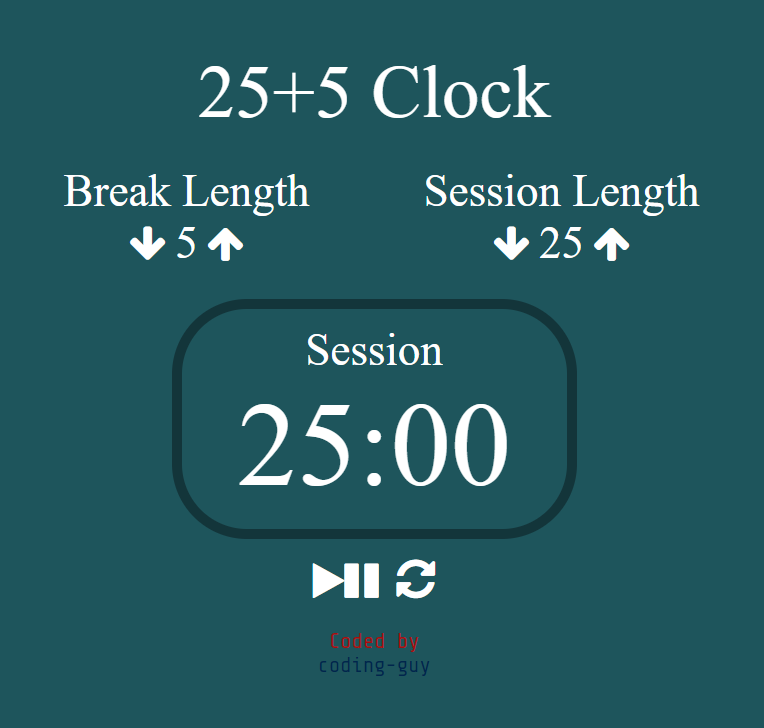 25+5 Clock
Break Length
5
Session Length
25
Session
25:00
Coded by
coding-guy